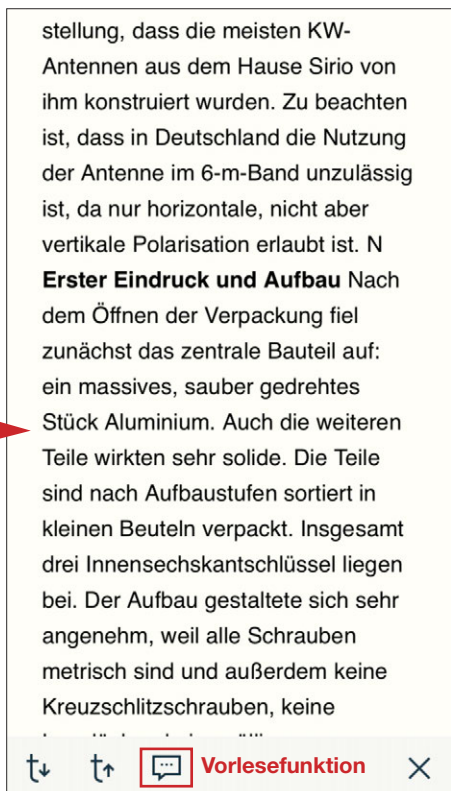 stellung, dass die meisten KW-
Antennen aus dem Hause Sirio von
ihm konstruiert wurden. Zu beachten
ist, dass in Deutschland die Nutzung
der Antenne im 6-m-Band unzulässig
ist, da nur horizontale, nicht aber
vertikale Polarisation erlaubt ist. N
Erster Eindruck und Aufbau Nach
dem Öffnen der Verpackung fiel
zunächst das zentrale Bauteil auf:
ein massives, sauber gedrehtes
Stück Aluminium. Auch die weiteren
Teile wirkten sehr solide. Die Teile
sind nach Aufbaustufen sortiert in
kleinen Beuteln verpackt. Insgesamt
drei Innensechskantschlüssel liegen
bei. Der Aufbau gestaltete sich sehr
angenehm, weil alle Schrauben
metrisch sind und außerdem keine
Kreuzschlitzschrauben, keine
t↓ t↑ Vorlesefunktion ×